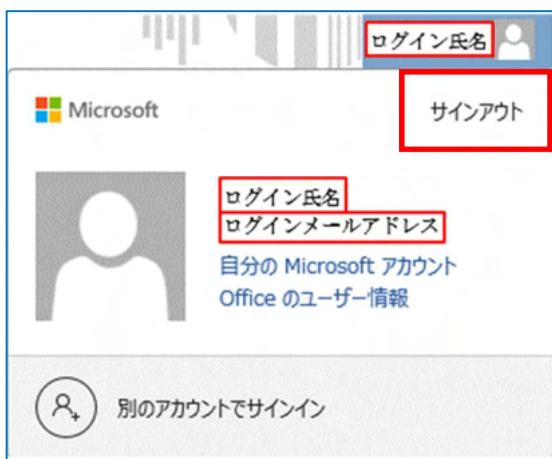 ログイン氏名
Microsoft
サインアウト
ログイン氏名
ログインメールアドレス
自分の Microsoft アカウント
Office のユーザー情報
別のアカウントでサインイン